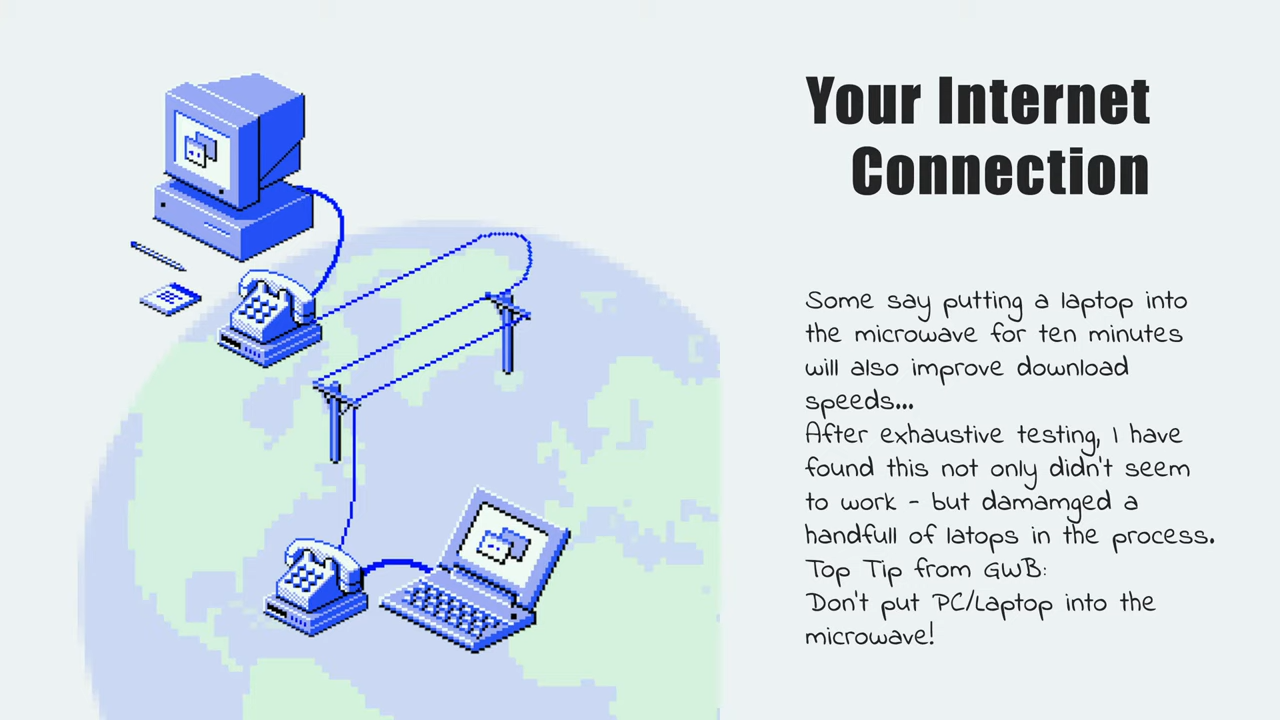 Your Internet
Connection
Some say putting a laptop into
the microwave for ten minutes
will also improve download
speeds...
After exhaustive testing, I have
found this not only didn't seem
to work - but damamged a
handfull of latops in the process.
Top Tip from GWB:
Don't put PC/Laptop into the
microwave!